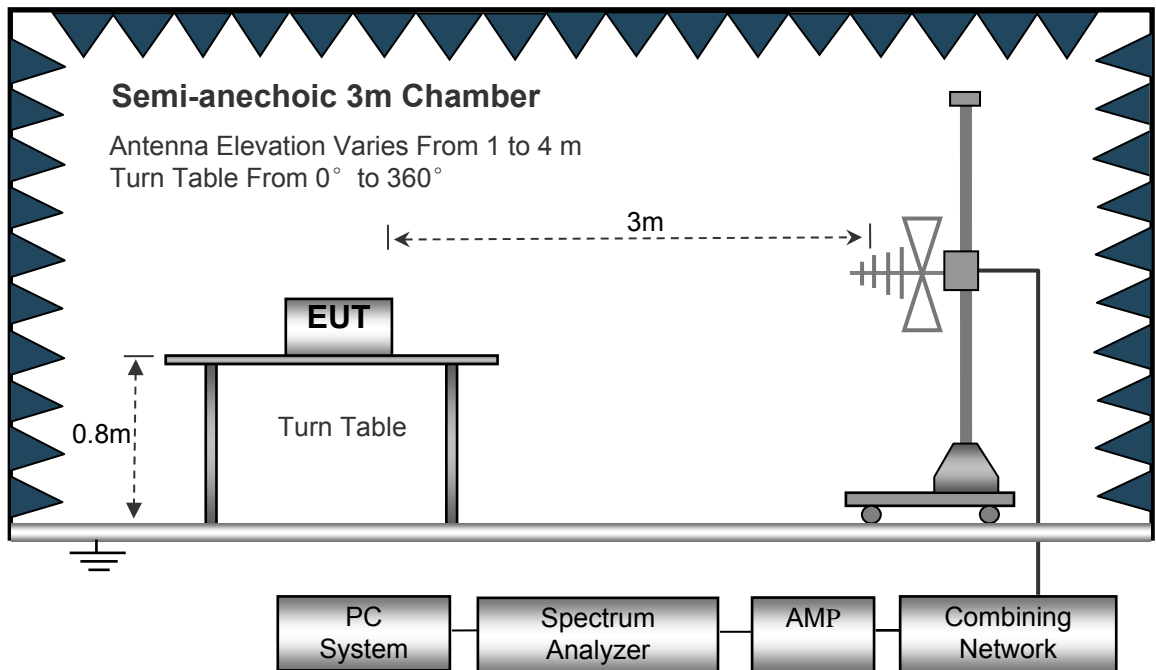 Semi-anechoic 3m Chamber
Antenna Elevation Varies From 1 to 4 m
Turn Table From 0° to 360°
3m
EUT
0.8m
Turn Table
PC
System
Spectrum
Analyzer
AMP
Combining
Network